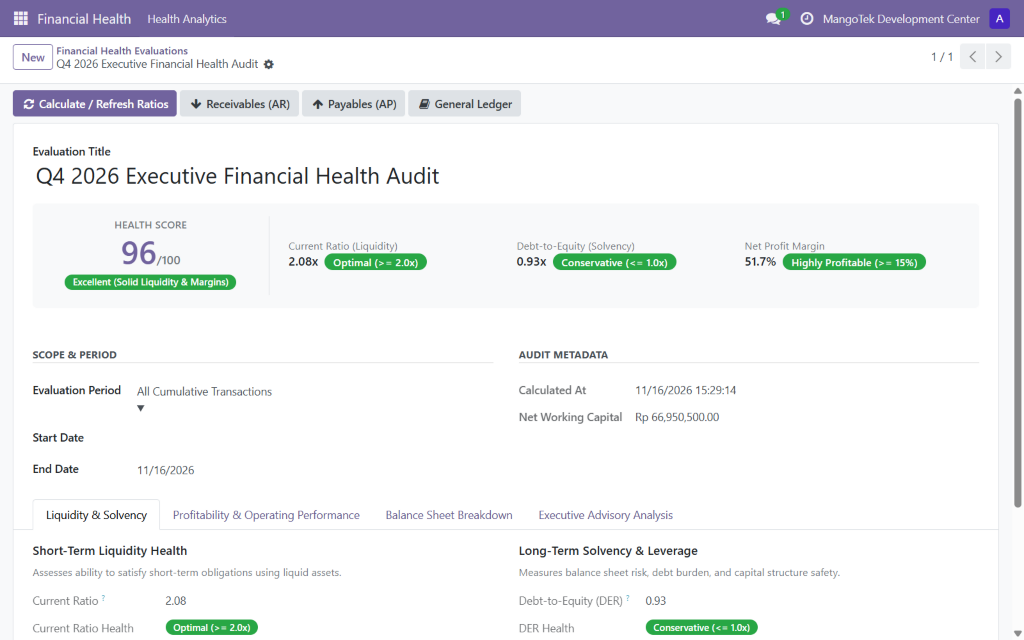 Financial Health Health Analytics 1 MangoTek Development Center A
New Financial Health Evaluations
Q4 2026 Executive Financial Health Audit 1 / 1
Calculate / Refresh Ratios Receivables (AR) Payables (AP) General Ledger
Evaluation Title
Q4 2026 Executive Financial Health Audit
HEALTH SCORE
96/100
Excellent (Solid Liquidity & Margins)
Current Ratio (Liquidity)
2.08x Optimal (>= 2.0x)
Debt-to-Equity (Solvency)
0.93x Conservative (<= 1.0x)
Net Profit Margin
51.7% Highly Profitable (>= 15%)
SCOPE & PERIOD
Evaluation Period All Cumulative Transactions
Start Date
End Date 11/16/2026
AUDIT METADATA
Calculated At 11/16/2026 15:29:14
Net Working Capital Rp 66,950,500.00
Liquidity & Solvency Profitability & Operating Performance Balance Sheet Breakdown Executive Advisory Analysis
Short-Term Liquidity Health
Assesses ability to satisfy short-term obligations using liquid assets.
Current Ratio ? 2.08
Current Ratio Health Optimal (>= 2.0x)
Long-Term Solvency & Leverage
Measures balance sheet risk, debt burden, and capital structure safety.
Debt-to-Equity (DER) ? 0.93
DER Health Conservative (<= 1.0x)